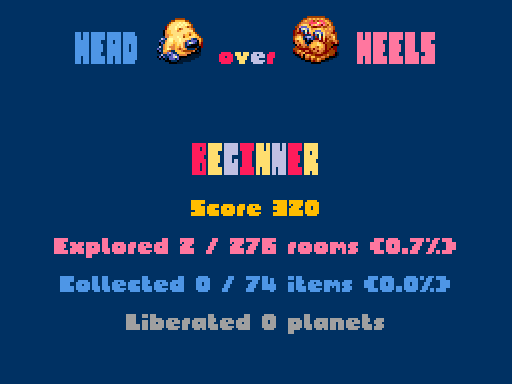 HEAD over HEELS
BEGINNER
Score 320
Explored 2 / 276 rooms (0.7%)
Collected 0 / 74 items (0.0%)
Liberated 0 planets